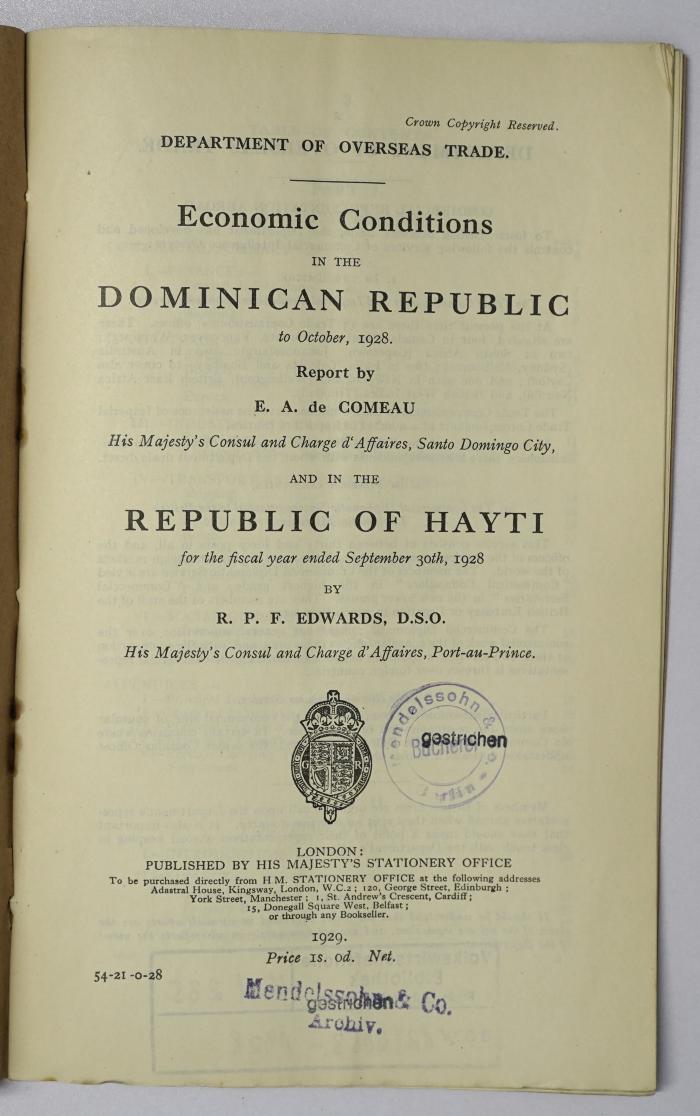 Crown Copyright Reserved.
DEPARTMENT OF OVERSEAS TRADE.
Economic Conditions
IN THE
DOMINICAN REPUBLIC
to October, 1928.
Report by
E. A. de COMEAU
His Majesty's Consul and Charge d'Affaires, Santo Domingo City,
AND IN THE
REPUBLIC OF HAYTI
for the fiscal year ended September 30th, 1928
BY
R. P. F. EDWARDS, D.S.O.
His Majesty's Consul and Charge d'Affaires, Port-au-Prince.
G R
Mendelssohn & Co.
gestrichen
Bücherei
LONDON:
PUBLISHED BY HIS MAJESTY'S STATIONERY OFFICE
To be purchased directly from H.M. STATIONERY OFFICE at the following addresses
Adastral House, Kingsway, London, W.C.2; 120, George Street, Edinburgh;
York Street, Manchester; 1, St. Andrew's Crescent, Cardiff;
15, Donegall Square West, Belfast;
or through any Bookseller.
1929.
Price 1s. 0d. Net.
54-21 -0-28
Mendelssohn & Co.
gestrichen
Archiv.